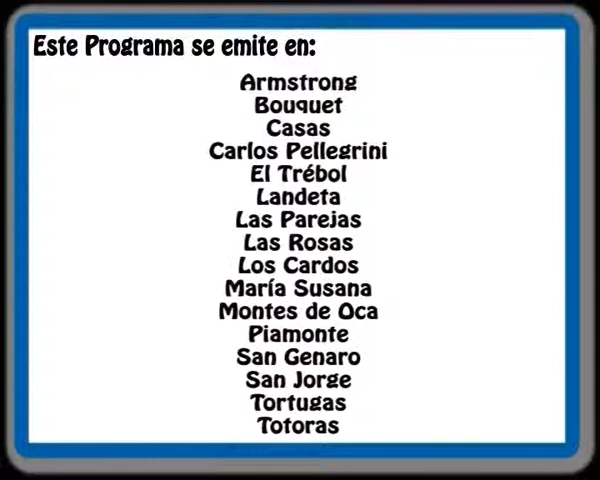 Este Programa se emite en:
Armstrong
Bouquet
Casas
Carlos Pellegrini
El Trébol
Landeta
Las Parejas
Las Rosas
Los Cardos
María Susana
Montes de Oca
Piamonte
San Genaro
San Jorge
Tortugas
Totoras